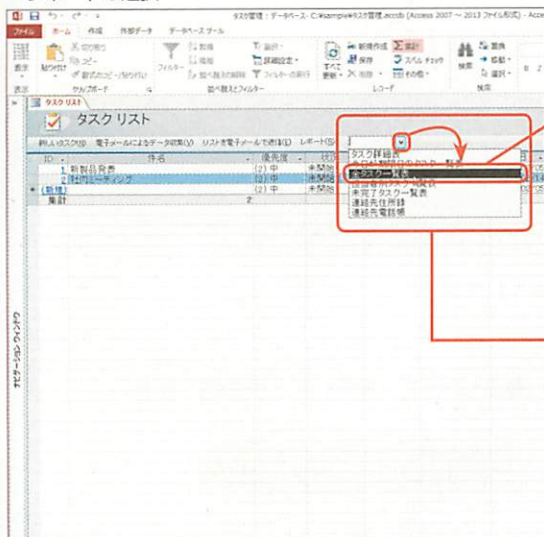 タスク管理 : データベース- C:¥sample¥タスク管理.accdb (Access 2007 ～ 2013 ファイル形式) - Acce
ファイル ホーム 作成 外部データ データベース ツール
表示
貼り付け
切り取り
コピー
書式のコピー/貼り付け
フィルター
昇順
降順
並べ替えの解除
選択
詳細設定
フィルターの実行
すべて更新
新規作成
保存
削除
集計
スペル チェック
その他
検索
置換
移動
選択
表示 クリップボード 並べ替えとフィルター レコード 検索
タスク リスト
タスク リスト
新しいタスク(N) 電子メールによるデータ収集(V) リストを電子メールで送信(E) レポート(S)
ID 件名 優先度
1 新製品発表 (2) 中 未開始
2 社内ミーティング (2) 中 未開始
(新規) (2) 中 未開始
集計 2
タスク詳細表
全タスク一覧表
未完了タスク一覧表
連絡先住所録
連絡先電話帳
ナビゲーション ウィンドウ